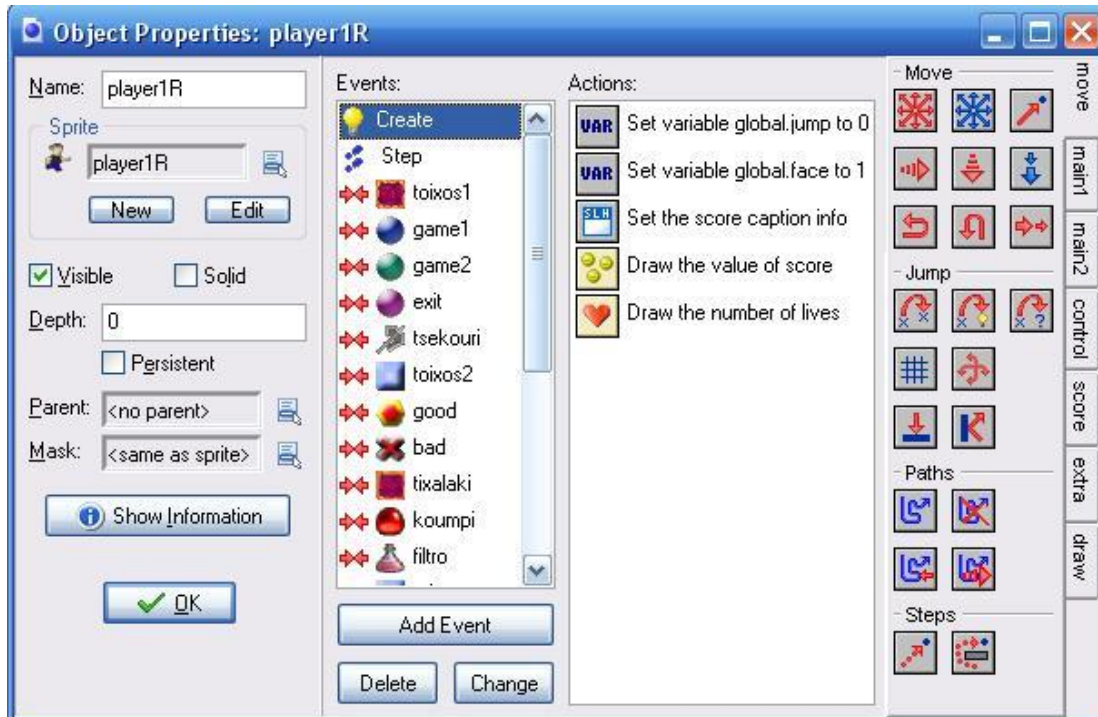 Object Properties: player1R
Name:
player1R
Sprite
player1R
New
Edit
Visible
Solid
Depth:
0
Persistent
Parent:
<no parent>
Mask:
<same as sprite>
Show Information
OK
Events:
Create
Step
toixos1
game1
game2
exit
tsekouri
toixos2
good
bad
tixalaki
koumpi
filtro
Add Event
Delete
Change
Actions:
VAR Set variable global.jump to 0
VAR Set variable global.face to 1
SLH Set the score caption info
Draw the value of score
Draw the number of lives
Move
Jump
Paths
Steps
move
main1
main2
control
score
extra
draw